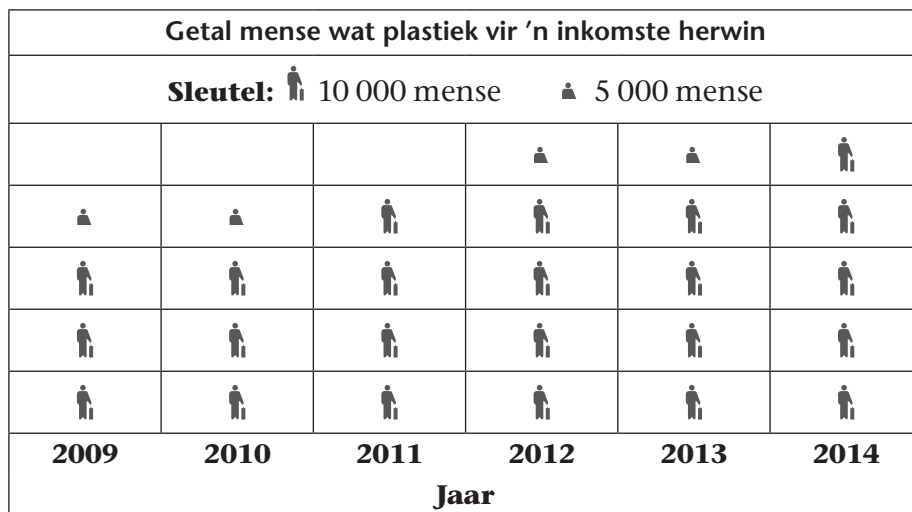 Getal mense wat plastiek vir ’n inkomste herwin
Sleutel: 10 000 mense 5 000 mense
2009 2010 2011 2012 2013 2014
Jaar